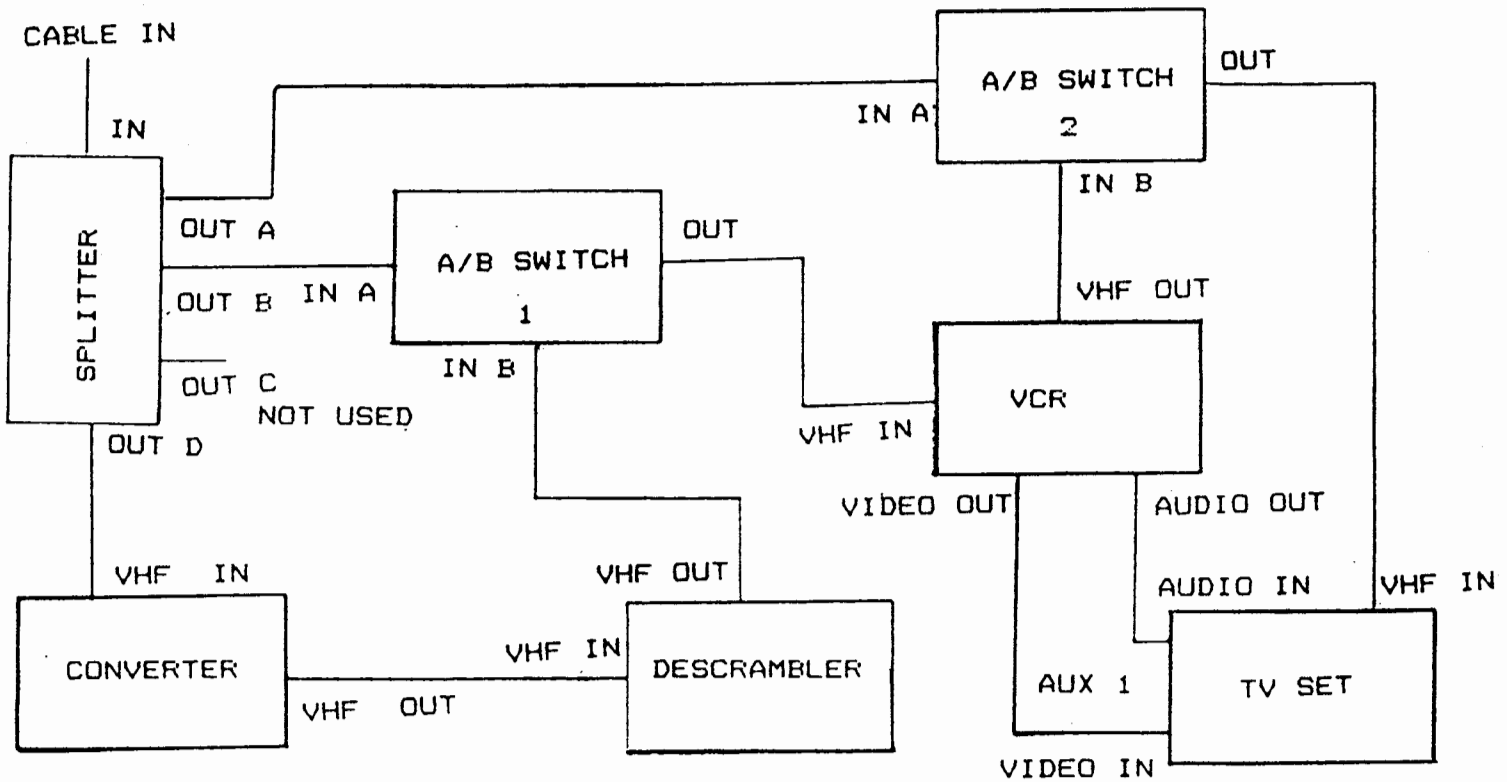 CABLE IN
IN
SPLITTER
OUT A
OUT B
OUT C
NOT USED
OUT D
IN A
A/B SWITCH
1
IN B
OUT
IN A
A/B SWITCH
2
OUT
IN B
VHF OUT
VCR
VHF IN
VIDEO OUT
AUDIO OUT
VHF IN
CONVERTER
VHF OUT
VHF IN
VHF OUT
DESCRAMBLER
AUDIO IN
VHF IN
AUX 1
TV SET
VIDEO IN